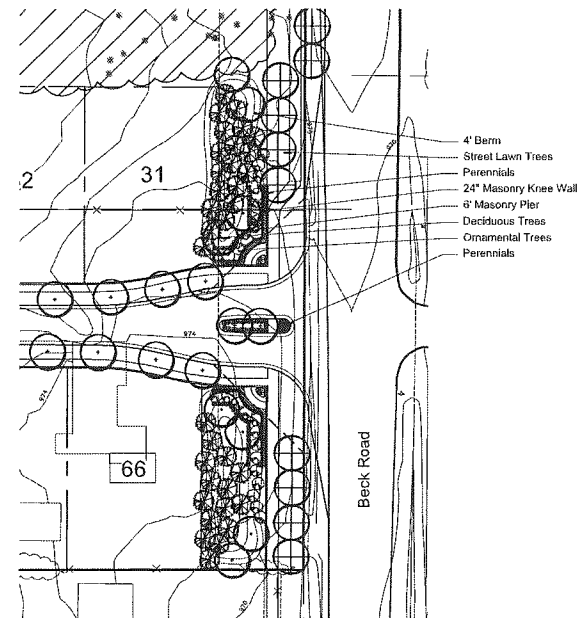 4' Berm
Street Lawn Trees
Perennials
24" Masonry Knee Wall
6' Masonry Pier
Deciduous Trees
Ornamental Trees
Perennials
31
974
974
66
Beck Road
970